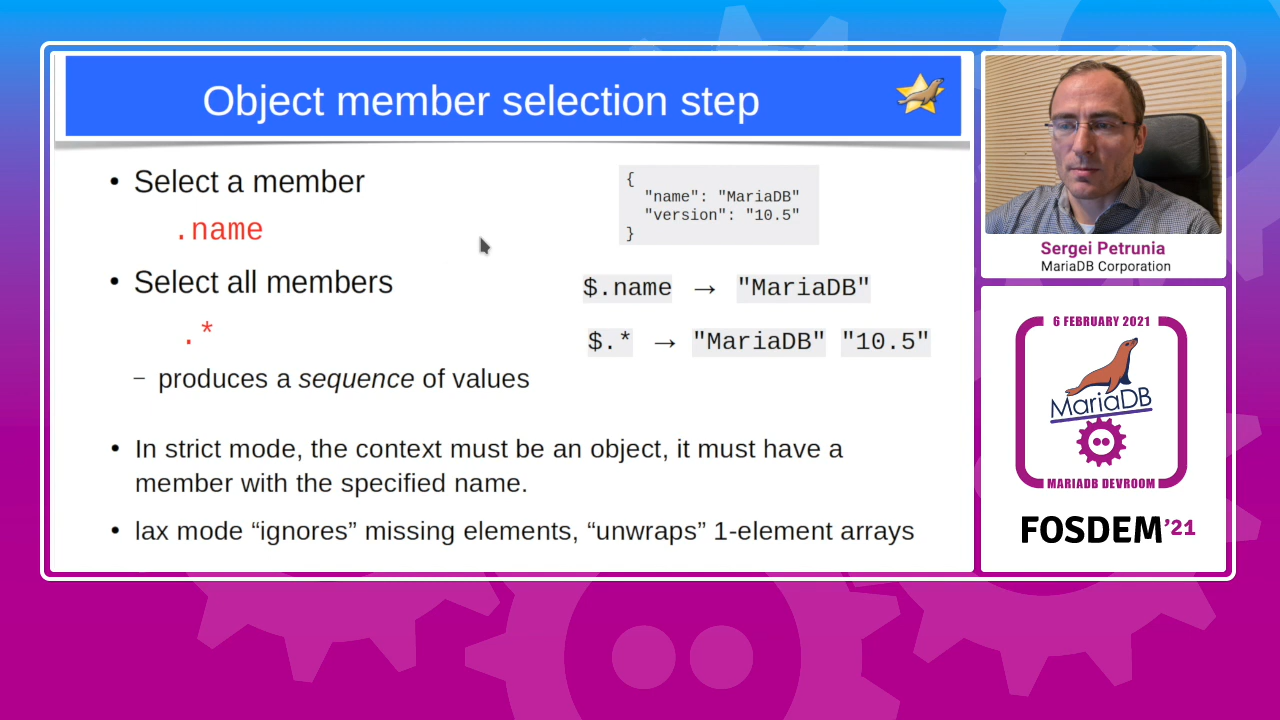 Object member selection step
• Select a member
.name
• Select all members
.*
– produces a sequence of values
{
"name": "MariaDB"
"version": "10.5"
}
$.name → "MariaDB"
$.* → "MariaDB" "10.5"
• In strict mode, the context must be an object, it must have a
member with the specified name.
• lax mode “ignores” missing elements, “unwraps” 1-element arrays
Sergei Petrunia
MariaDB Corporation
6 FEBRUARY 2021
MariaDB
MARIADB DEVROOM
FOSDEM’21